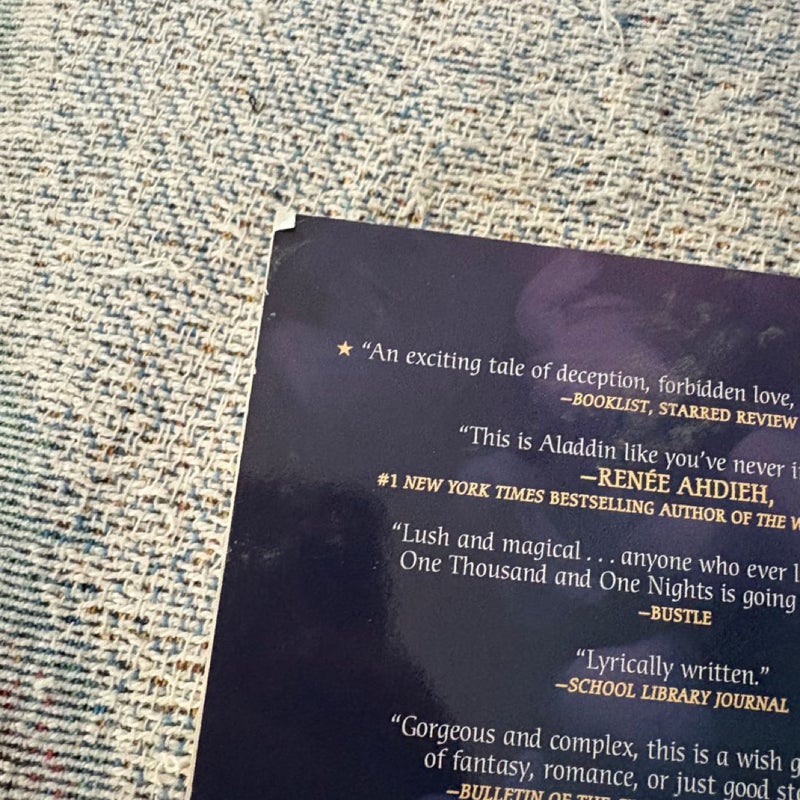 ★ “An exciting tale of deception, forbidden love,
—BOOKLIST, STARRED REVIEW
“This is Aladdin like you’ve never
—RENÉE AHDIEH,
#1 NEW YORK TIMES BESTSELLING AUTHOR OF THE
“Lush and magical . . . anyone who ever
One Thousand and One Nights is going
—BUSTLE
“Lyrically written.”
—SCHOOL LIBRARY JOURNAL
“Gorgeous and complex, this is a wish
of fantasy, romance, or just good
—BULLETIN OF THE